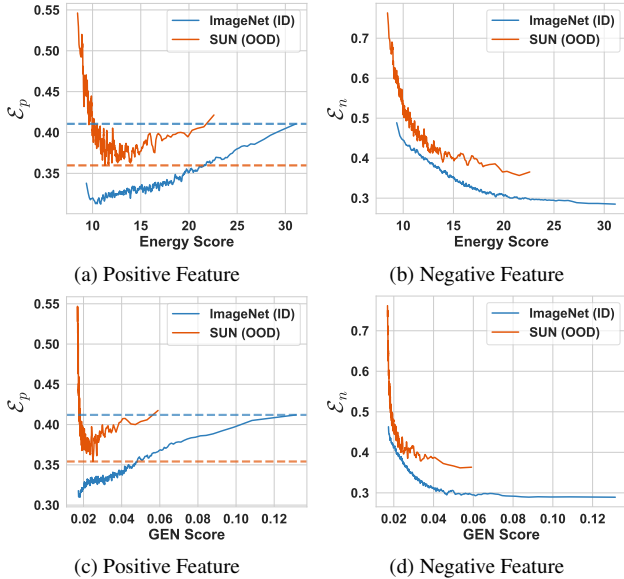 0.55
0.50
0.45
0.40
0.35
ℰp
ImageNet (ID)
SUN (OOD)
10 15 20 25 30
Energy Score
(a) Positive Feature
0.7
0.6
0.5
0.4
0.3
ℰn
ImageNet (ID)
SUN (OOD)
10 15 20 25 30
Energy Score
(b) Negative Feature
0.55
0.50
0.45
0.40
0.35
0.30
ℰp
ImageNet (ID)
SUN (OOD)
0.02 0.04 0.06 0.08 0.10 0.12
GEN Score
(c) Positive Feature
0.7
0.6
0.5
0.4
0.3
ℰn
ImageNet (ID)
SUN (OOD)
0.02 0.04 0.06 0.08 0.10 0.12
GEN Score
(d) Negative Feature